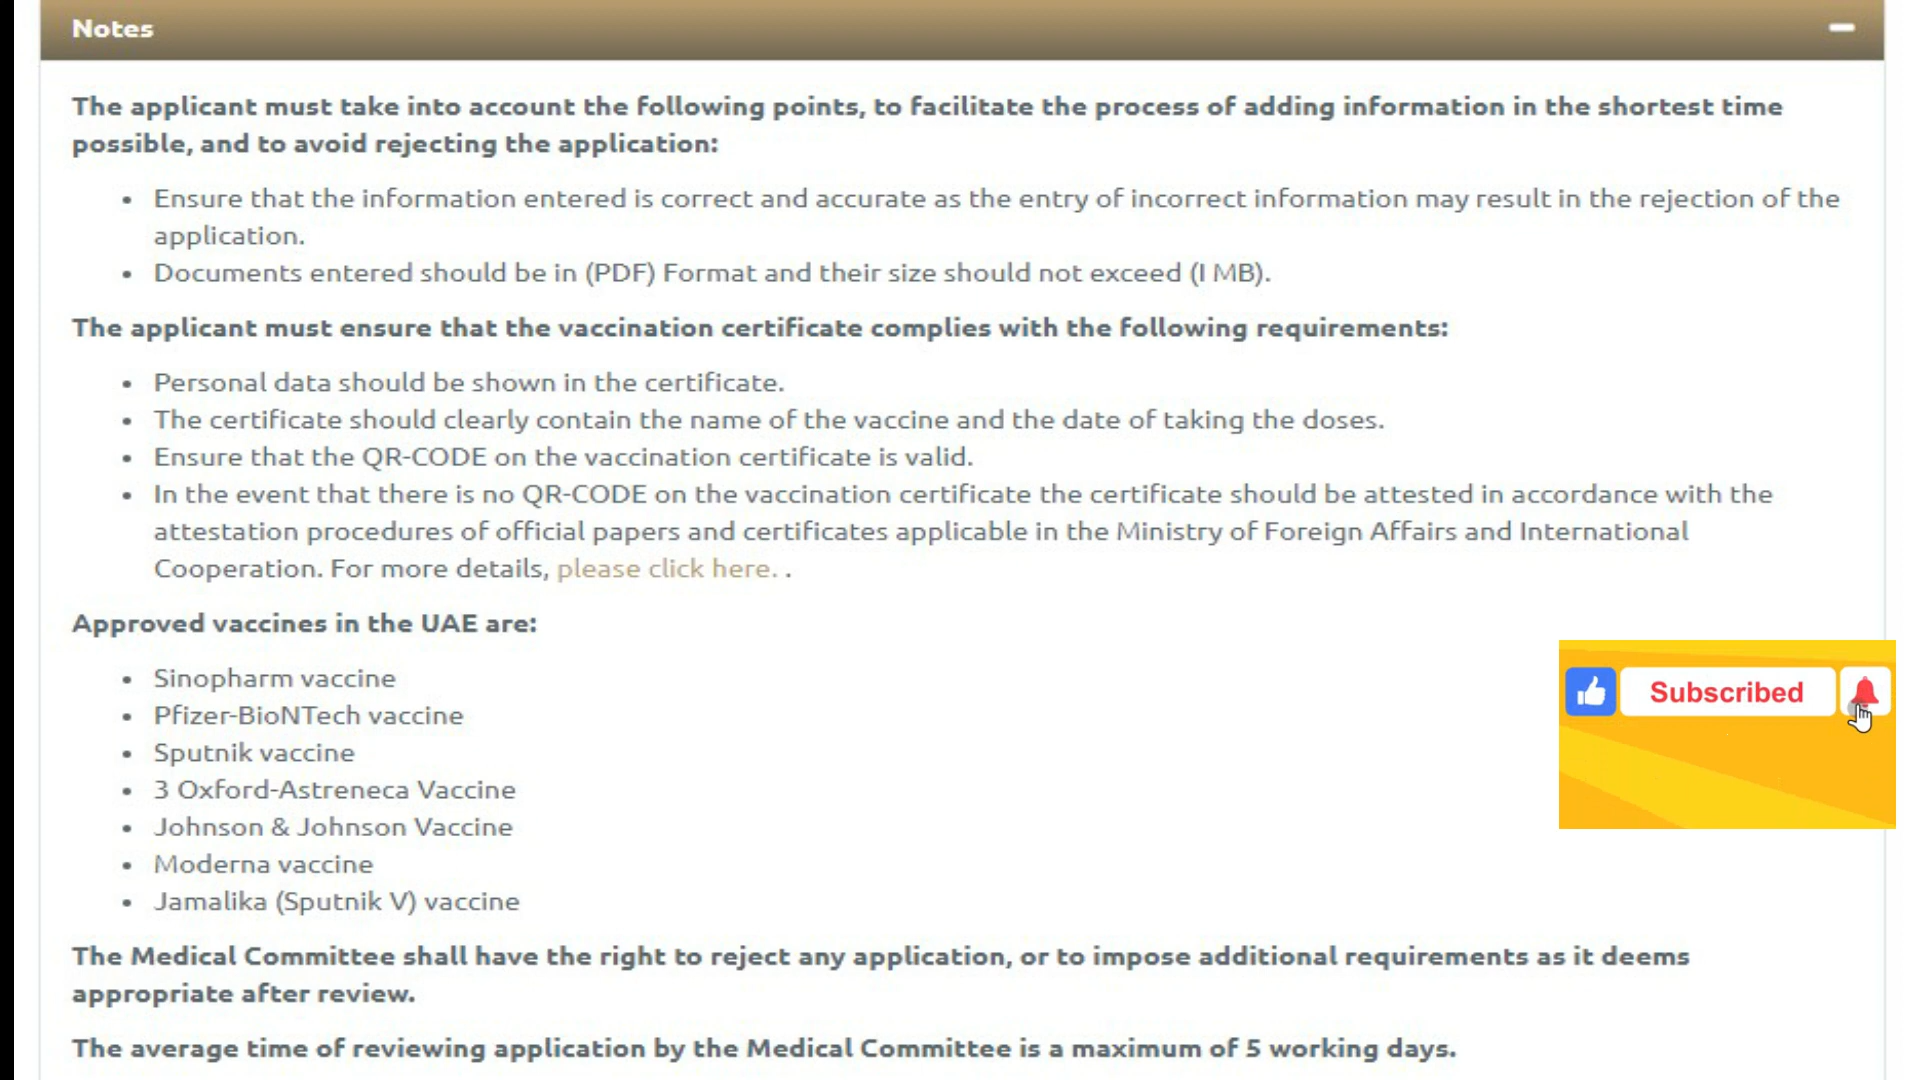 Notes
The applicant must take into account the following points, to facilitate the process of adding information in the shortest time
possible, and to avoid rejecting the application:
• Ensure that the information entered is correct and accurate as the entry of incorrect information may result in the rejection of the
application.
• Documents entered should be in (PDF) Format and their size should not exceed (I MB).
The applicant must ensure that the vaccination certificate complies with the following requirements:
• Personal data should be shown in the certificate.
• The certificate should clearly contain the name of the vaccine and the date of taking the doses.
• Ensure that the QR-CODE on the vaccination certificate is valid.
• In the event that there is no QR-CODE on the vaccination certificate the certificate should be attested in accordance with the
attestation procedures of official papers and certificates applicable in the Ministry of Foreign Affairs and International
Cooperation. For more details, please click here. .
Approved vaccines in the UAE are:
• Sinopharm vaccine
• Pfizer-BioNTech vaccine
• Sputnik vaccine
• 3 Oxford-Astreneca Vaccine
• Johnson & Johnson Vaccine
• Moderna vaccine
• Jamalika (Sputnik V) vaccine
Subscribed
The Medical Committee shall have the right to reject any application, or to impose additional requirements as it deems
appropriate after review.
The average time of reviewing application by the Medical Committee is a maximum of 5 working days.